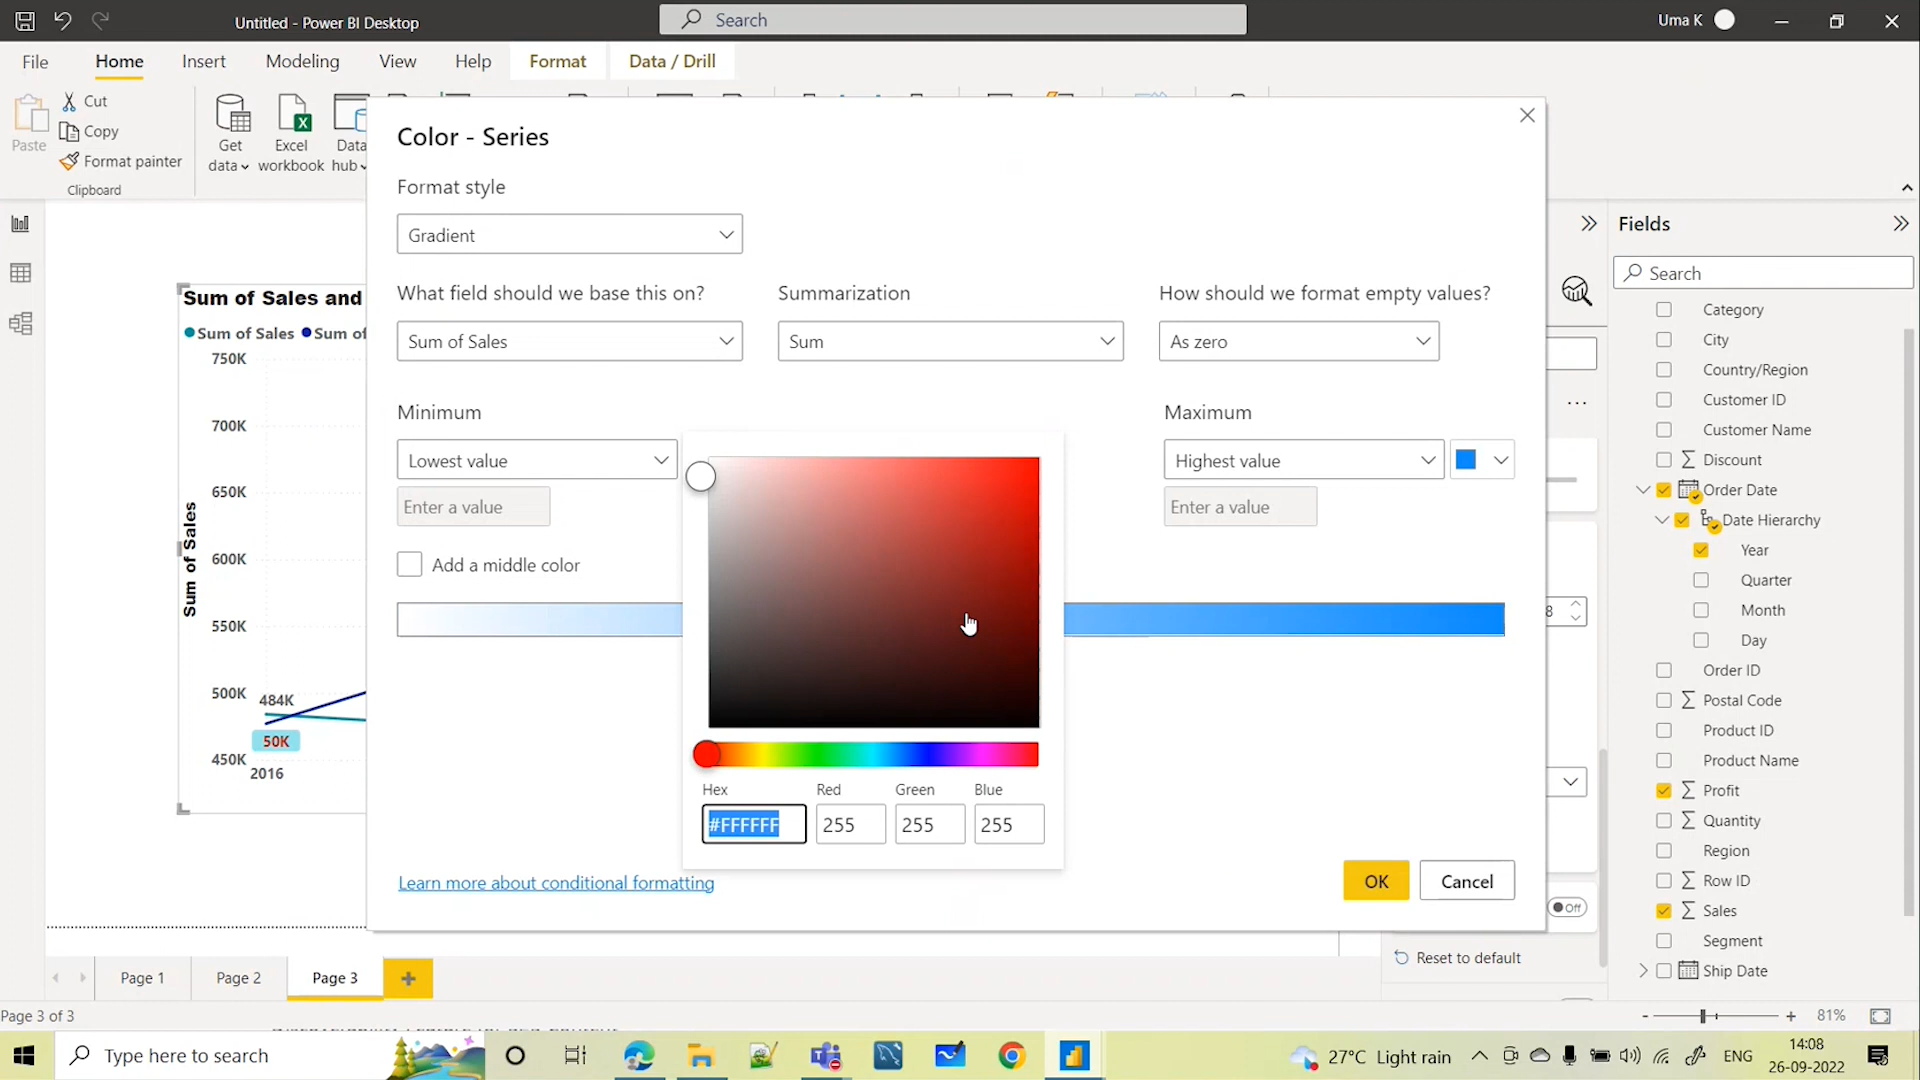 Untitled - Power BI Desktop
Search
Uma K
File
Home
Insert
Modeling
View
Help
Format
Data / Drill
Paste
Cut
Copy
Format painter
Clipboard
Get data
Excel workbook
Data hub
Color - Series
Format style
Gradient
What field should we base this on?
Summarization
How should we format empty values?
Sum of Sales
Sum
As zero
Minimum
Maximum
Lowest value
Highest value
Enter a value
Enter a value
Add a middle color
Hex
Red
Green
Blue
#FFFFFF
255
255
255
Learn more about conditional formatting
OK
Cancel
Sum of Sales and
Sum of Sales
Sum of
750K
700K
650K
600K
550K
500K
450K
Sum of Sales
484K
50K
2016
8
Off
Reset to default
Fields
Search
Category
City
Country/Region
Customer ID
Customer Name
Discount
Order Date
Date Hierarchy
Year
Quarter
Month
Day
Order ID
Postal Code
Product ID
Product Name
Profit
Quantity
Region
Row ID
Sales
Segment
Ship Date
Page 1
Page 2
Page 3
Page 3 of 3
- + 81%
Type here to search
27°C Light rain
ENG
14:08
26-09-2022